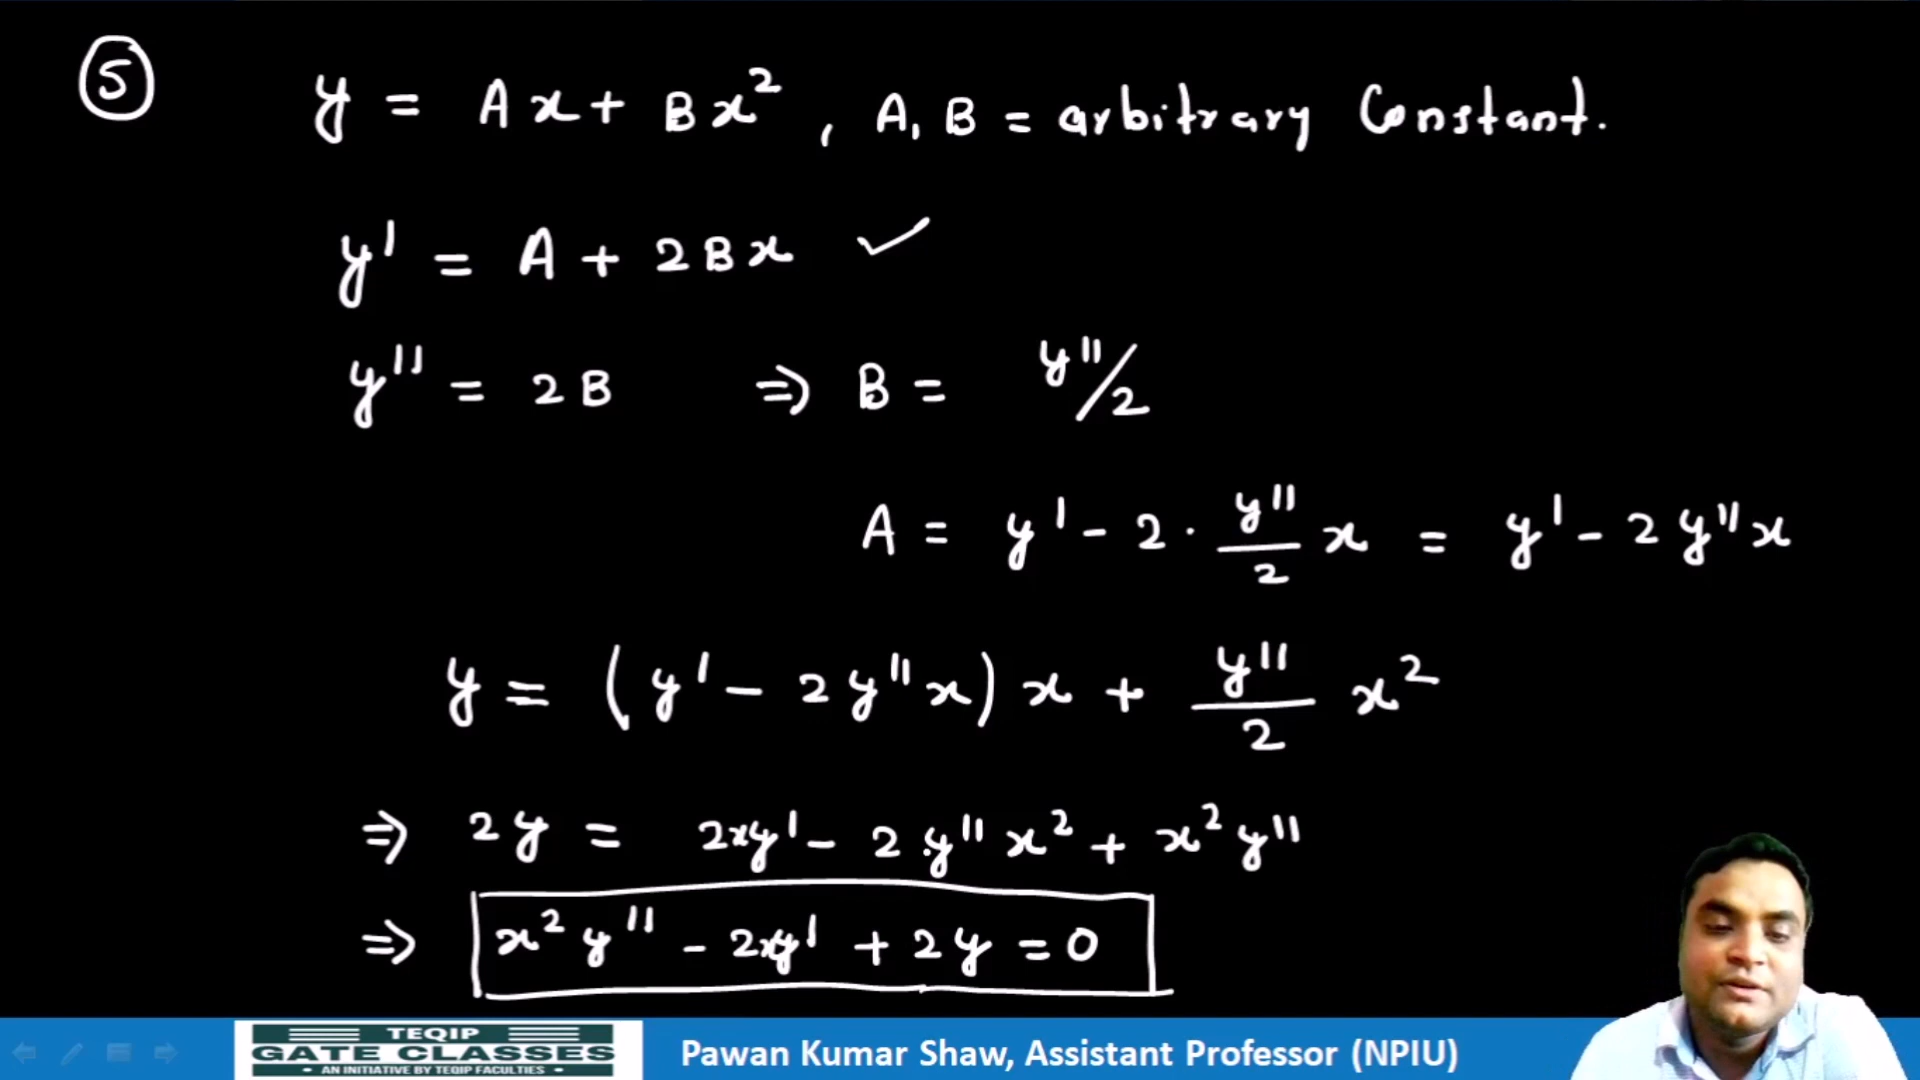 ⑤ y = Ax + Bx², A, B = arbitrary Constant.
y' = A + 2Bx ✓
y'' = 2B ⇒ B = y''/2
A = y' - 2 · y''/2 x = y' - 2y''x
y = (y' - 2y''x) x + y''/2 x²
⇒ 2y = 2xy' - 2y''x² + x²y''
⇒ x²y'' - 2xy' + 2y = 0
TEQIP
GATE CLASSES
• AN INITIATIVE BY TEQIP FACULTIES •
Pawan Kumar Shaw, Assistant Professor (NPIU)